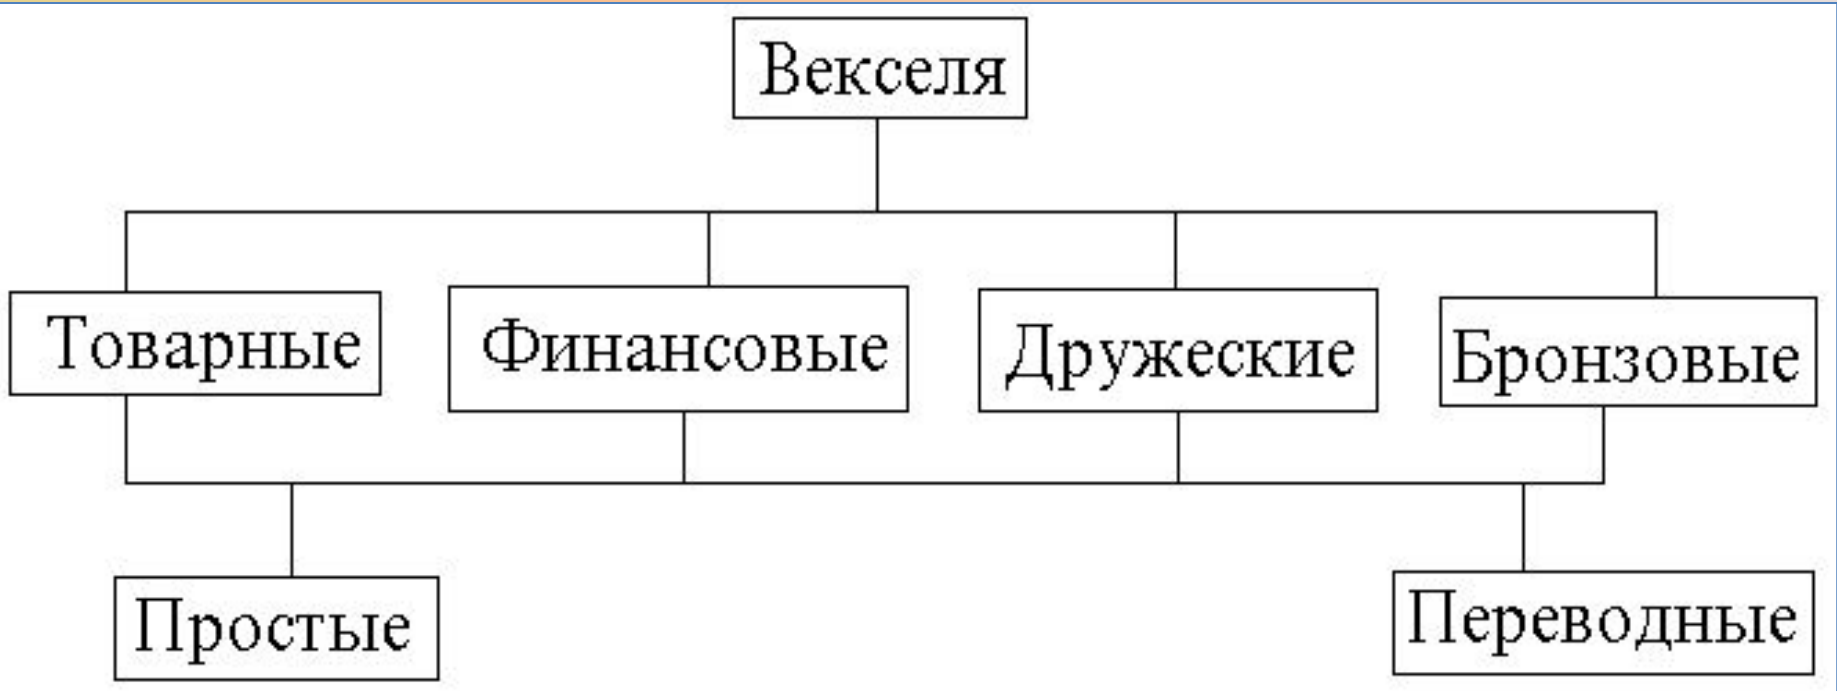 Векселя
Товарные
Финансовые
Дружеские
Бронзовые
Простые
Переводные